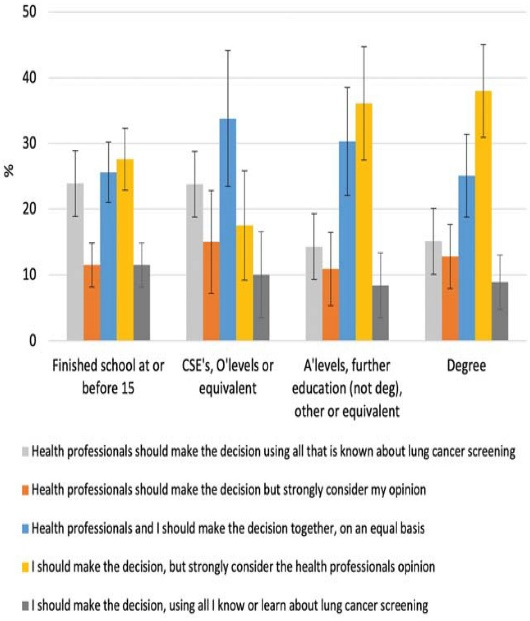 50
40
30
%
20
10
0
Finished school at or
before 15
CSE's, O'levels or
equivalent
A'levels, further
education (not deg),
other or equivalent
Degree
Health professionals should make the decision using all that is known about lung cancer screening
Health professionals should make the decision but strongly consider my opinion
Health professionals and I should make the decision together, on an equal basis
I should make the decision, but strongly consider the health professionals opinion
I should make the decision, using all I know or learn about lung cancer screening